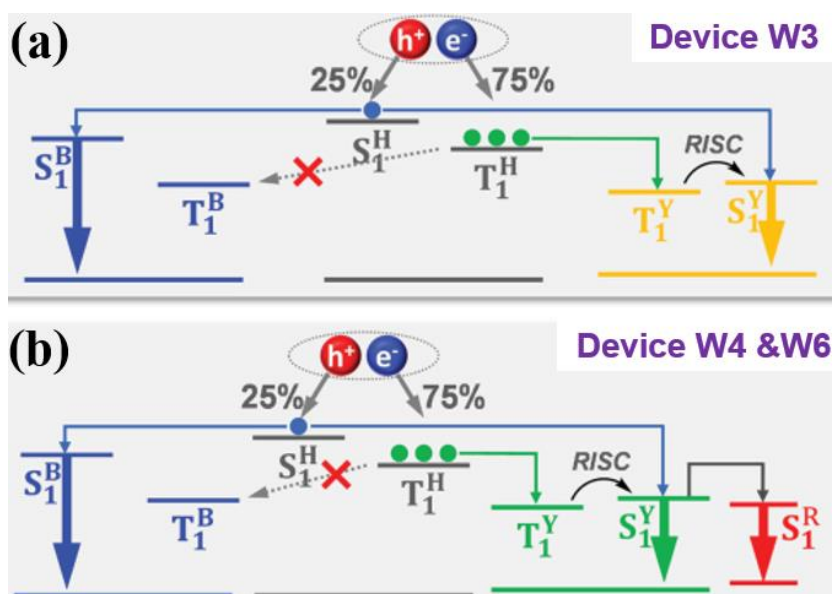 (a) Device W3
h⁺ e⁻
25% 75%
S₁ᴮ S₁ᴴ T₁ᴴ RISC
T₁ᴮ T₁ʸ S₁ʸ
(b) Device W4 &W6
h⁺ e⁻
25% 75%
S₁ᴮ S₁ᴴ T₁ᴴ RISC
T₁ᴮ T₁ʸ S₁ʸ S₁ᴿ